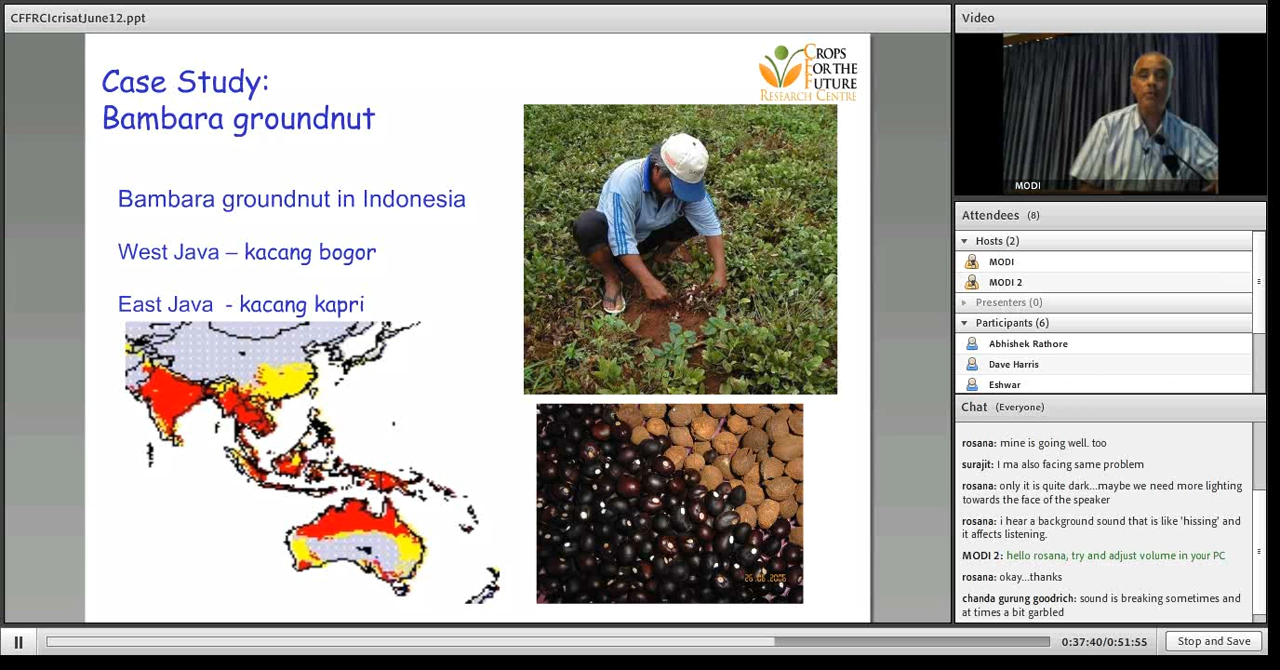 CFFRCIcrisatJune12.ppt
Case Study:
Bambara groundnut
CROPS
FOR THE
FUTURE
RESEARCH CENTRE
Bambara groundnut in Indonesia
West Java – kacang bogor
East Java - kacang kapri
26.06.2006
Video
MODI
Attendees (8)
Hosts (2)
MODI
MODI 2
Presenters (0)
Participants (6)
Abhishek Rathore
Dave Harris
Eshwar
Chat (Everyone)
rosana: mine is going well. too
surajit: I ma also facing same problem
rosana: only it is quite dark...maybe we need more lighting
towards the face of the speaker
rosana: i hear a background sound that is like 'hissing' and
it affects listening.
MODI 2: hello rosana, try and adjust volume in your PC
rosana: okay...thanks
chanda gurung goodrich: sound is breaking sometimes and
at times a bit garbled
0:37:40/0:51:55
Stop and Save